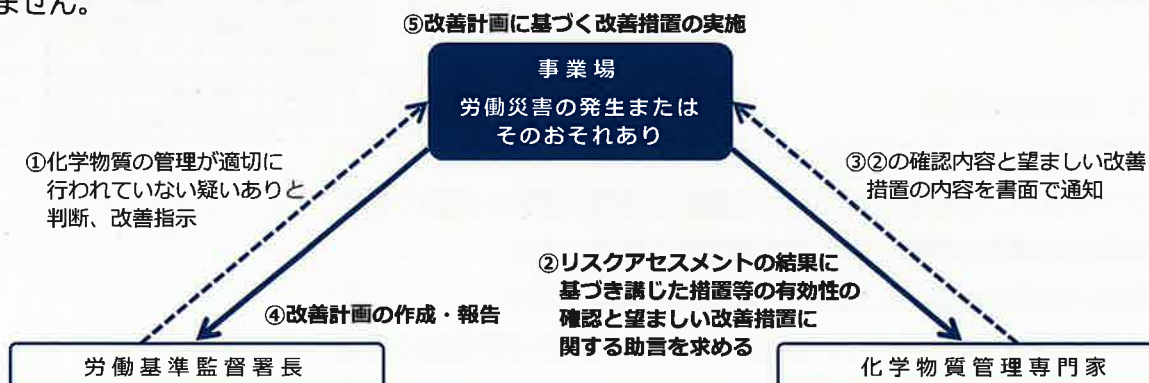 ません。
⑤改善計画に基づく改善措置の実施
事業場
労働災害の発生または
そのおそれあり
①化学物質の管理が適切に
行われていない疑いありと
判断、改善指示
③②の確認内容と望ましい改善
措置の内容を書面で通知
②リスクアセスメントの結果に
基づき講じた措置等の有効性の
確認と望ましい改善措置に
関する助言を求める
④改善計画の作成・報告
労働基準監督署長
化学物質管理専門家